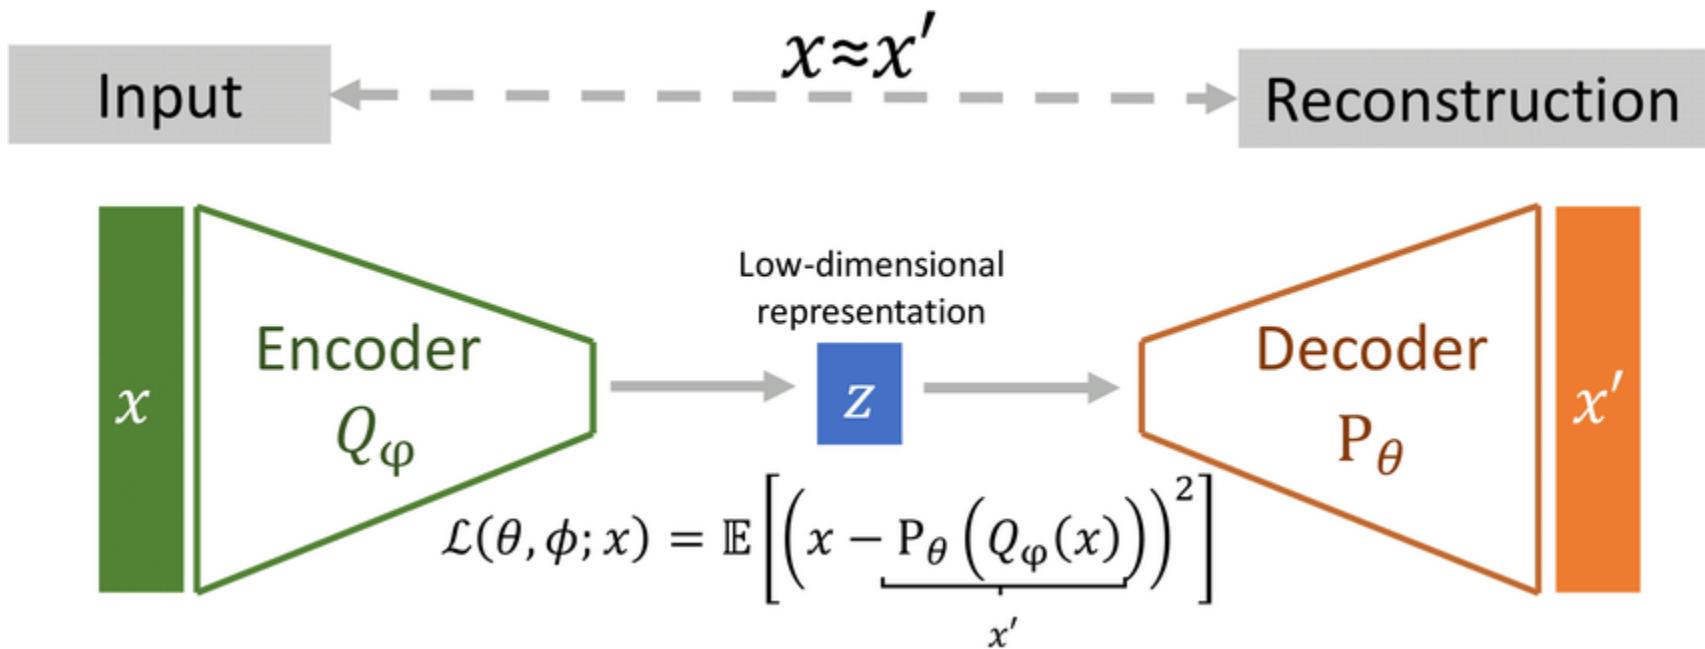 x≈x′
Input
Reconstruction
Low-dimensional
representation
Encoder
Q_φ
x
z
Decoder
P_θ
x′
ℒ(θ, ϕ; x) = 𝔼[(x − P_θ(Q_φ(x)))²]
x′